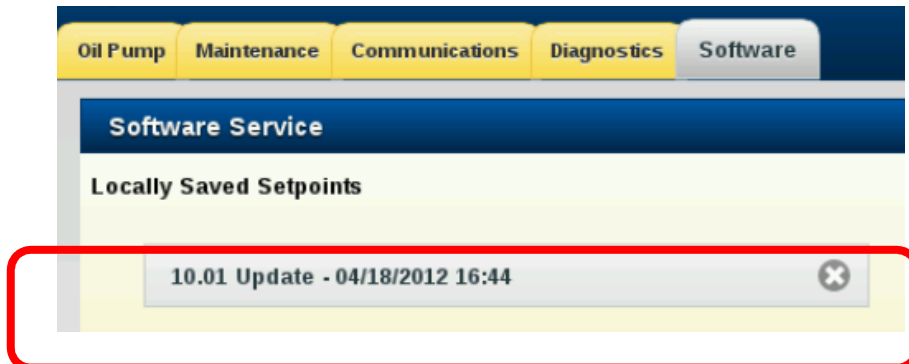 Oil Pump Maintenance Communications Diagnostics Software
Software Service
Locally Saved Setpoints
10.01 Update - 04/18/2012 16:44